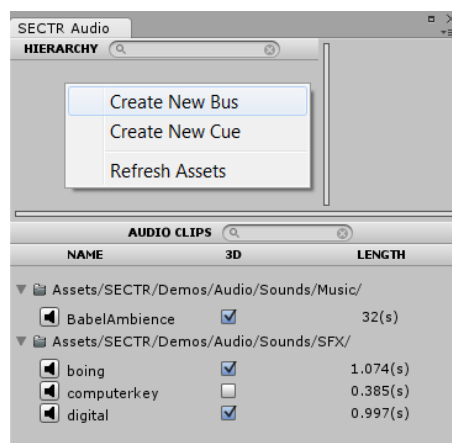 SECTR Audio
HIERARCHY
Create New Bus
Create New Cue
Refresh Assets
AUDIO CLIPS
NAME 3D LENGTH
Assets/SECTR/Demos/Audio/Sounds/Music/
BabelAmbience 32(s)
Assets/SECTR/Demos/Audio/Sounds/SFX/
boing 1.074(s)
computerkey 0.385(s)
digital 0.997(s)